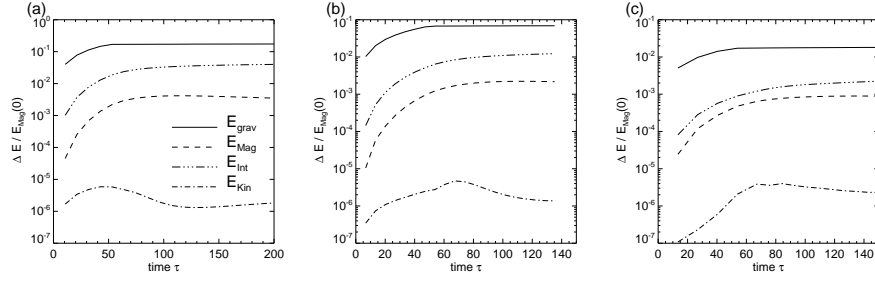 (a)
(b)
(c)
Δ E / E_Mag(0)
10^0
10^-1
10^-2
10^-3
10^-4
10^-5
10^-6
10^-7
E_grav
E_Mag
E_Int
E_Kin
0 50 100 150 200
time τ
Δ E / E_Mag(0)
10^-1
10^-2
10^-3
10^-4
10^-5
10^-6
10^-7
0 20 40 60 80 100 120 140
time τ
Δ E / E_Mag(0)
10^-1
10^-2
10^-3
10^-4
10^-5
10^-6
10^-7
0 20 40 60 80 100 120 140
time τ